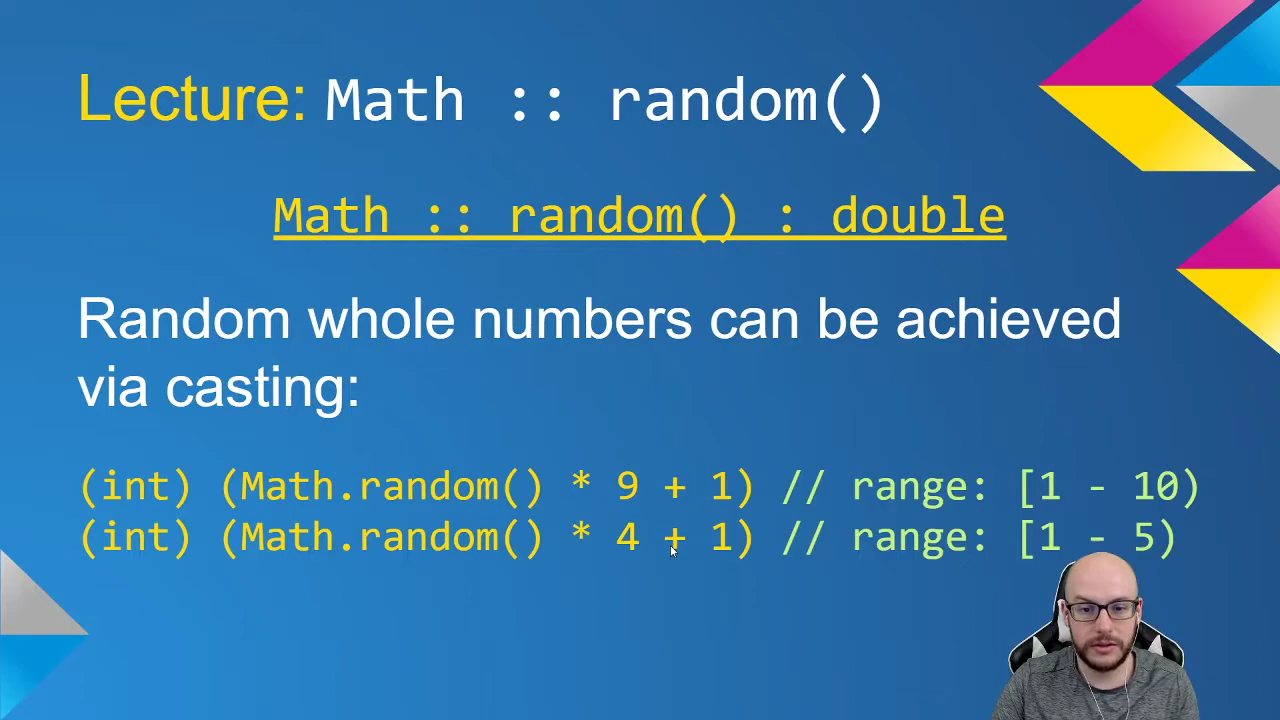 Lecture: Math :: random()
Math :: random() : double
Random whole numbers can be achieved
via casting:
(int) (Math.random() * 9 + 1) // range: [1 - 10)
(int) (Math.random() * 4 + 1) // range: [1 - 5)